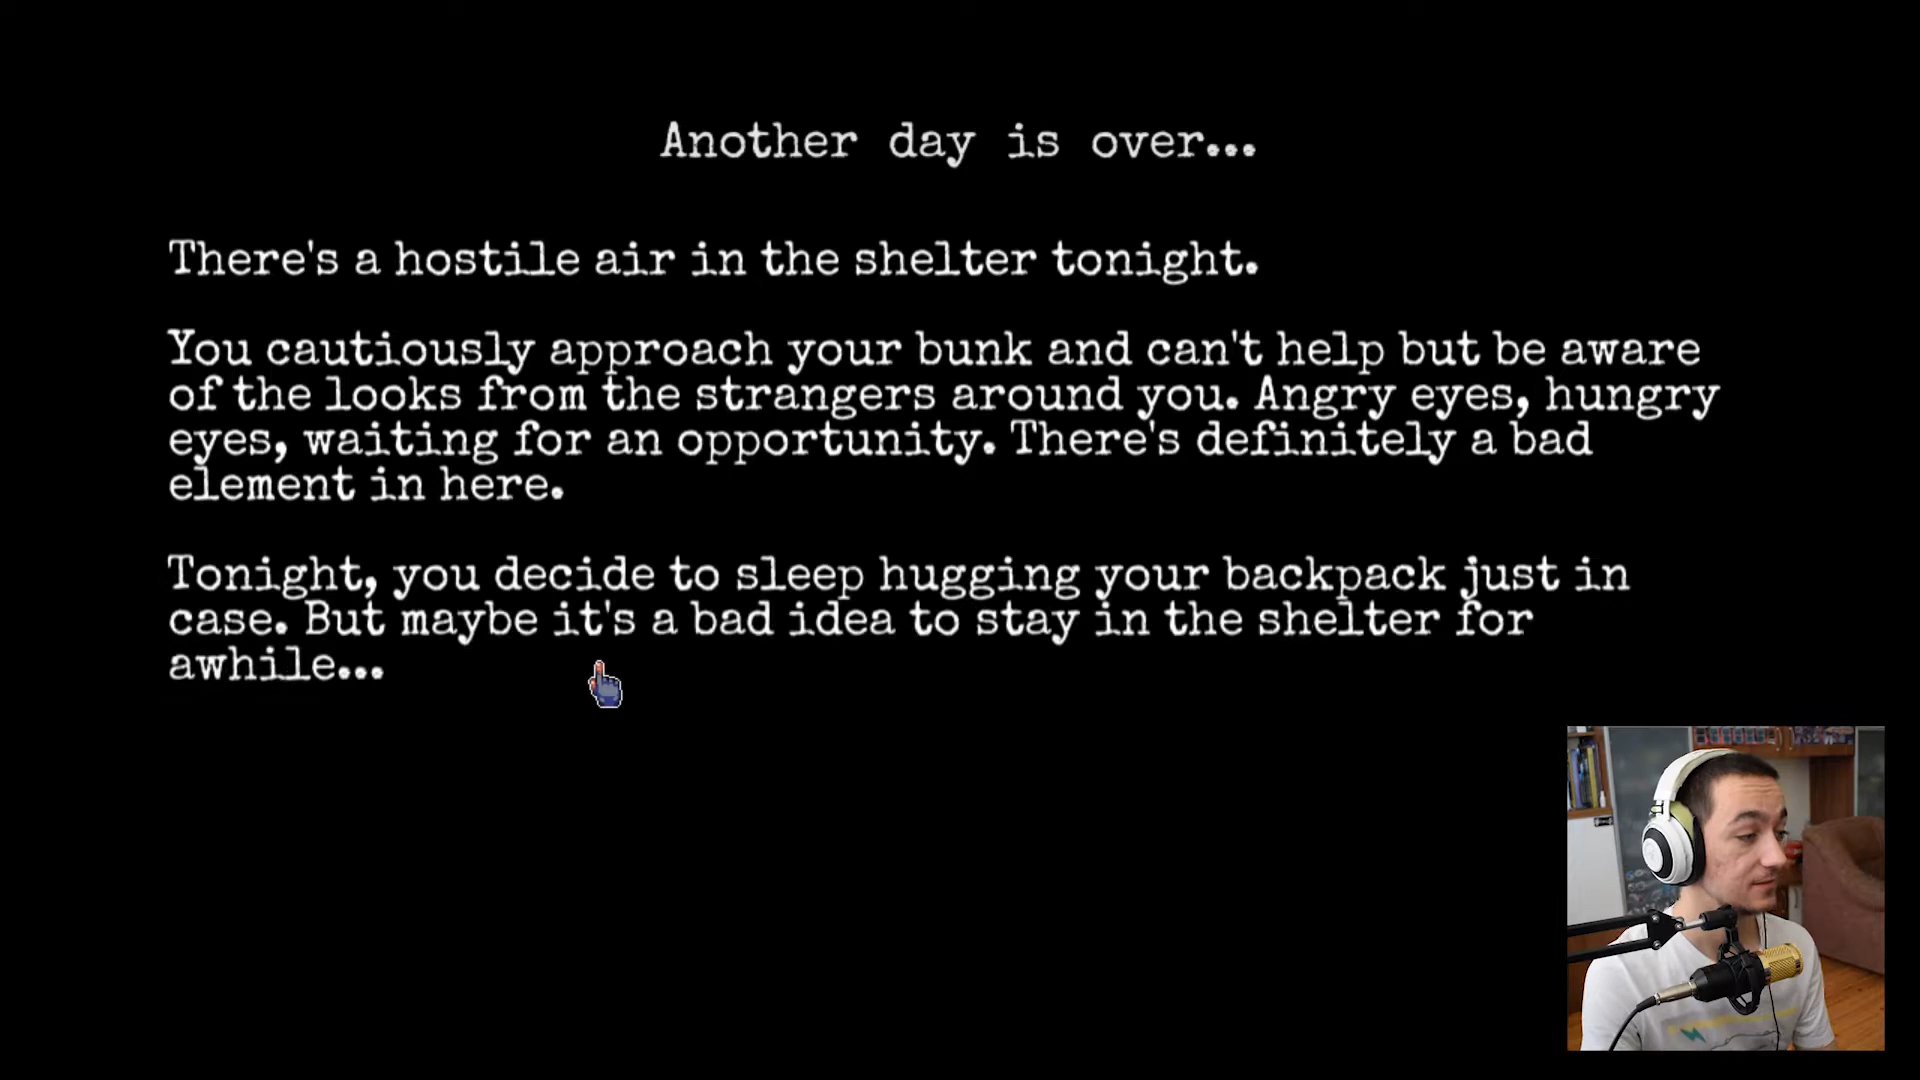 Another day is over...
There's a hostile air in the shelter tonight.
You cautiously approach your bunk and can't help but be aware
of the looks from the strangers around you. Angry eyes, hungry
eyes, waiting for an opportunity. There's definitely a bad
element in here.
Tonight, you decide to sleep hugging your backpack just in
case. But maybe it's a bad idea to stay in the shelter for
awhile...